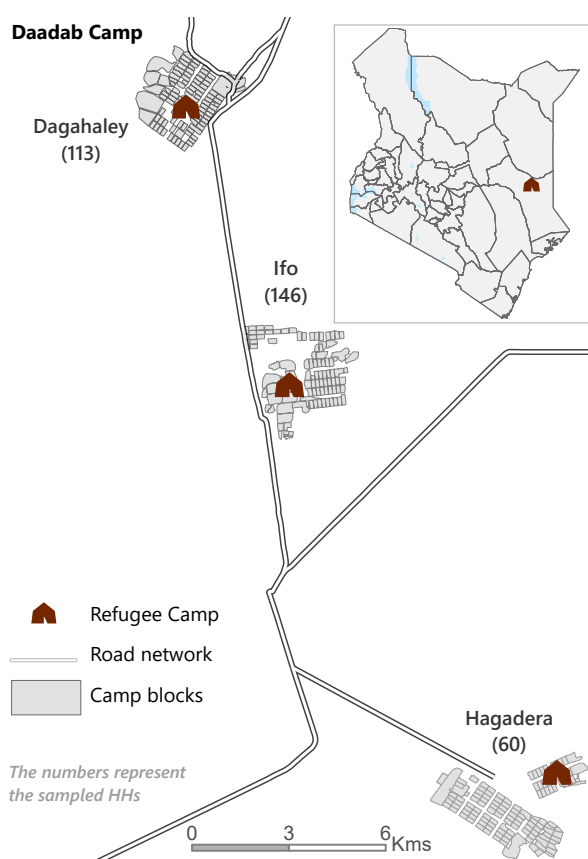 Daadab Camp
Dagahaley
(113)
Ifo
(146)
Refugee Camp
Road network
Camp blocks
Hagadera
(60)
The numbers represent
the sampled HHs
0 3 6
Kms